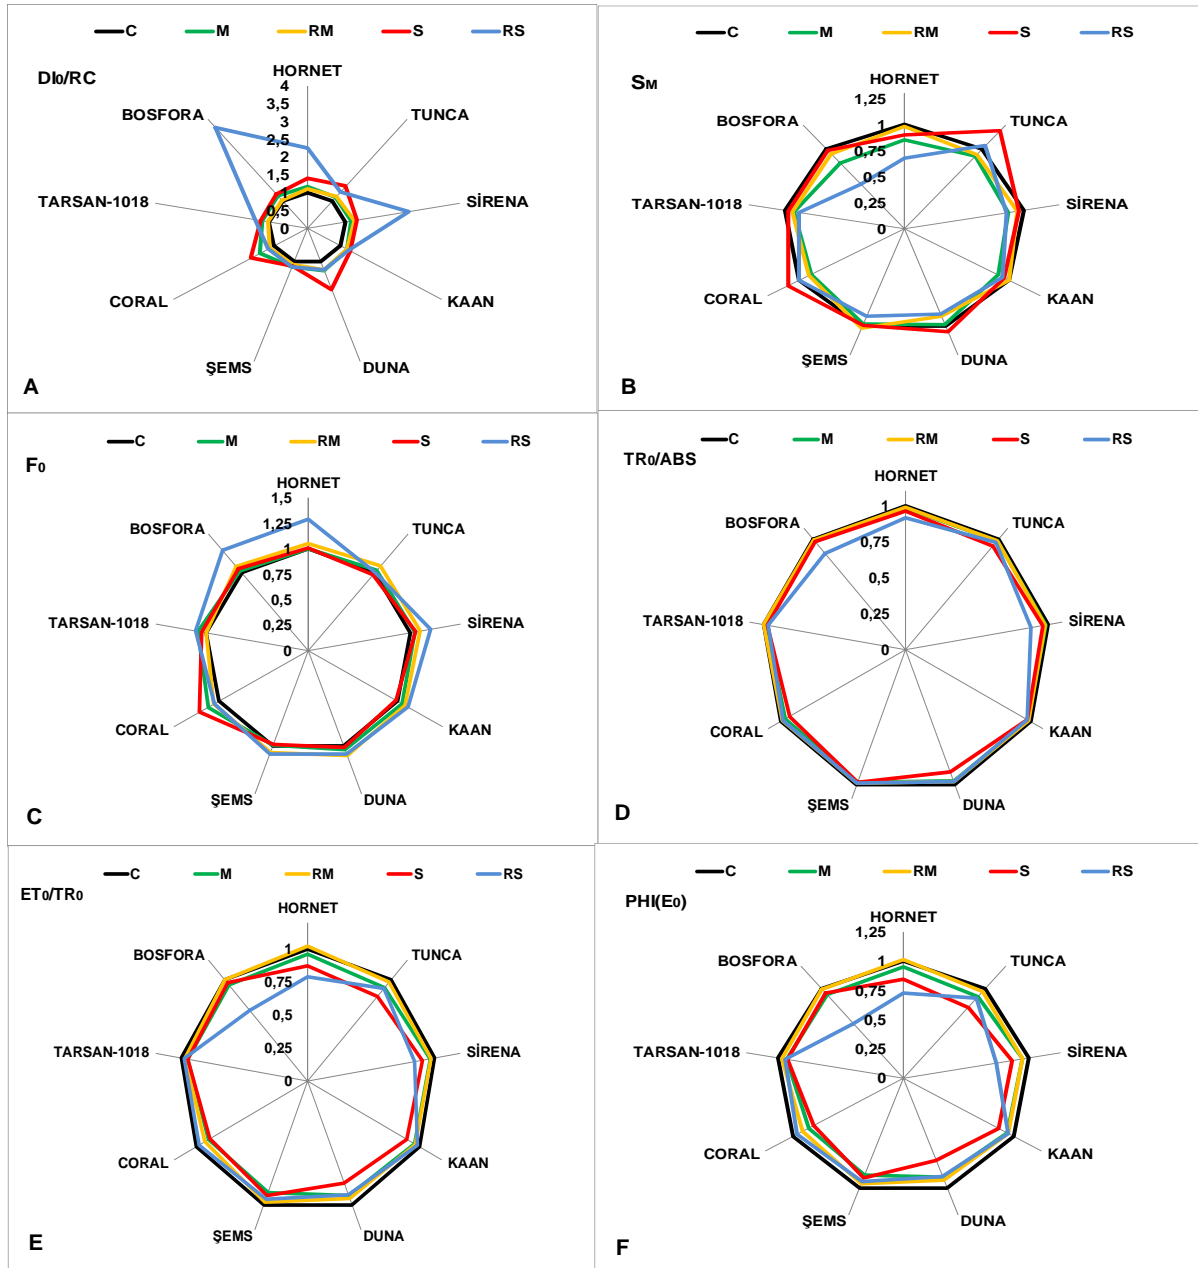 C M RM S RS
DI0/RC
HORNET
4
3,5
3
2,5
2
1,5
1
0,5
0
TUNCA
SİRENA
KAAN
DUNA
ŞEMS
CORAL
TARSAN-1018
BOSFORA
A
C M RM S RS
SM
HORNET
1,25
1
0,75
0,5
0,25
0
TUNCA
SİRENA
KAAN
DUNA
ŞEMS
CORAL
TARSAN-1018
BOSFORA
B
C M RM S RS
F0
HORNET
1,5
1,25
1
0,75
0,5
0,25
0
TUNCA
SİRENA
KAAN
DUNA
ŞEMS
CORAL
TARSAN-1018
BOSFORA
C
C M RM S RS
TR0/ABS
HORNET
1
0,75
0,5
0,25
0
TUNCA
SİRENA
KAAN
DUNA
ŞEMS
CORAL
TARSAN-1018
BOSFORA
D
C M RM S RS
ET0/TR0
HORNET
1
0,75
0,5
0,25
0
TUNCA
SİRENA
KAAN
DUNA
ŞEMS
CORAL
TARSAN-1018
BOSFORA
E
C M RM S RS
PHI(E0)
HORNET
1,25
1
0,75
0,5
0,25
0
TUNCA
SİRENA
KAAN
DUNA
ŞEMS
CORAL
TARSAN-1018
BOSFORA
F